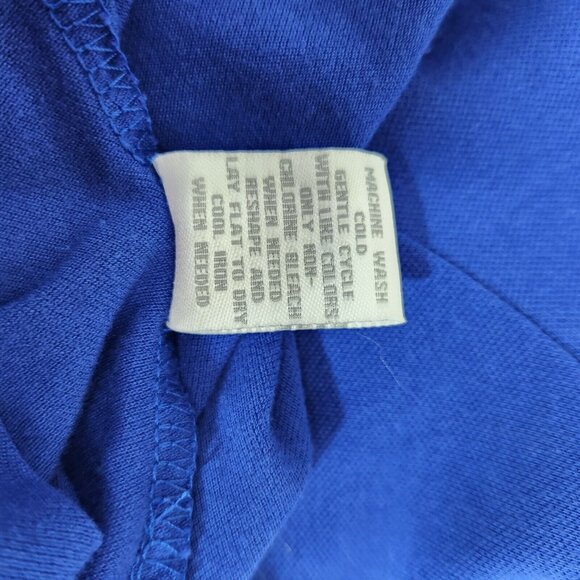 MACHINE WASH
COLD
GENTLE CYCLE
WITH LIKE COLORS
ONLY NON-
CHLORINE BLEACH
WHEN NEEDED
RESHAPE AND
LAY FLAT TO DRY
COOL IRON
WHEN NEEDED